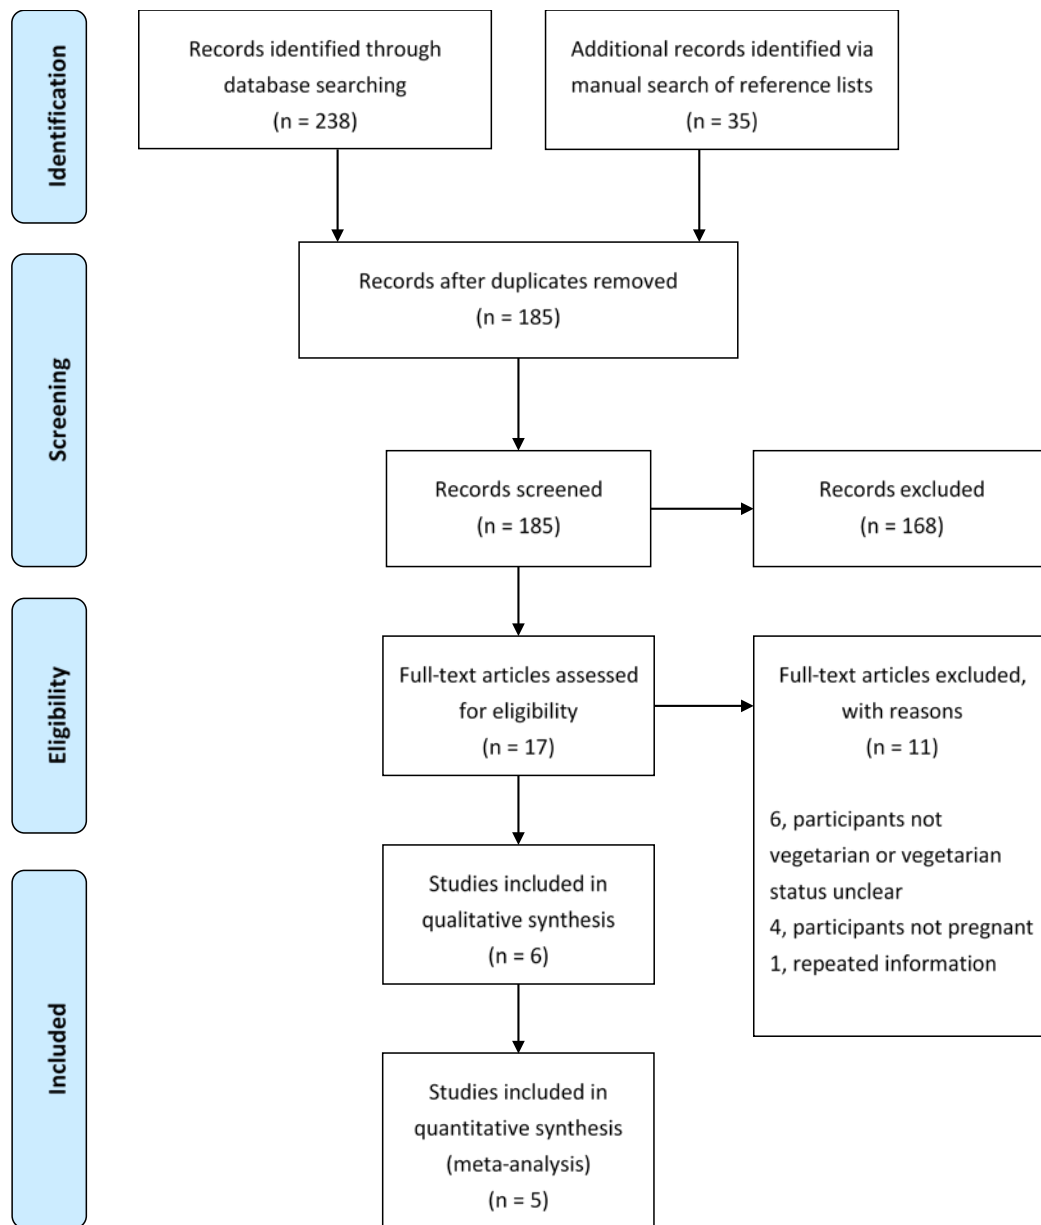 Identification
Records identified through
database searching
(n = 238)
Additional records identified via
manual search of reference lists
(n = 35)
Screening
Records after duplicates removed
(n = 185)
Records screened
(n = 185)
Records excluded
(n = 168)
Eligibility
Full-text articles assessed
for eligibility
(n = 17)
Full-text articles excluded,
with reasons
(n = 11)
6, participants not
vegetarian or vegetarian
status unclear
4, participants not pregnant
1, repeated information
Included
Studies included in
qualitative synthesis
(n = 6)
Studies included in
quantitative synthesis
(meta-analysis)
(n = 5)